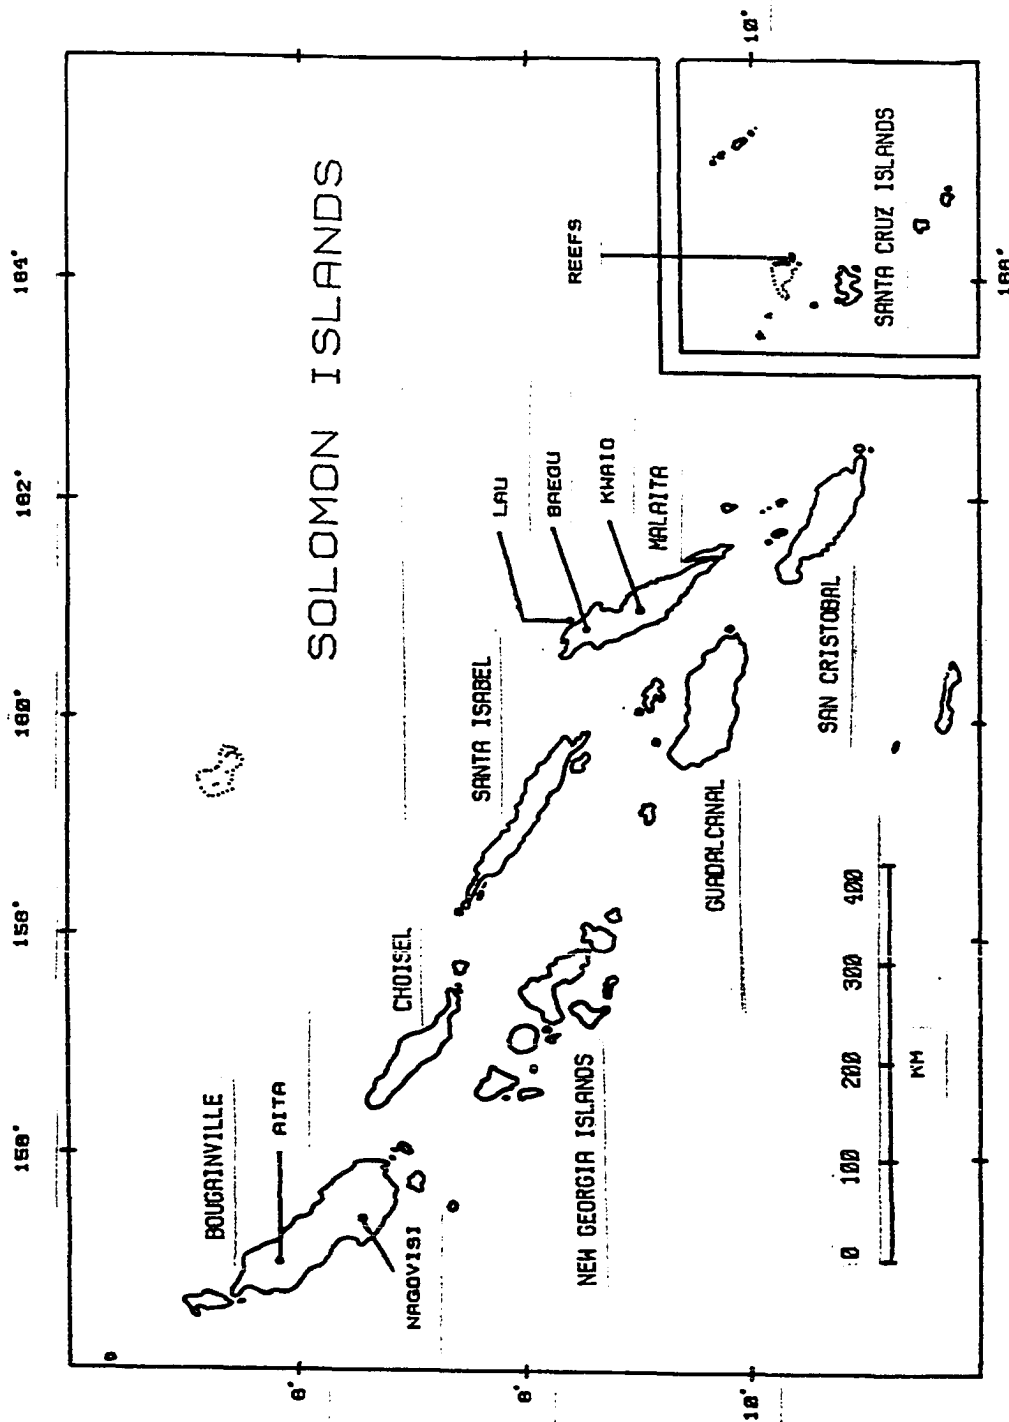 156°
158°
160°
162°
164°
SOLOMON ISLANDS
BOUGAINVILLE
AITA
NAGOVISI
CHOISEL
SANTA ISABEL
LAU
BAEGU
KWAIO
MALAITA
REEFS
NEW GEORGIA ISLANDS
GUADALCANAL
SAN CRISTOBAL
SANTA CRUZ ISLANDS
0 100 200 300 400
KM
6°
8°
10°
10°
166°